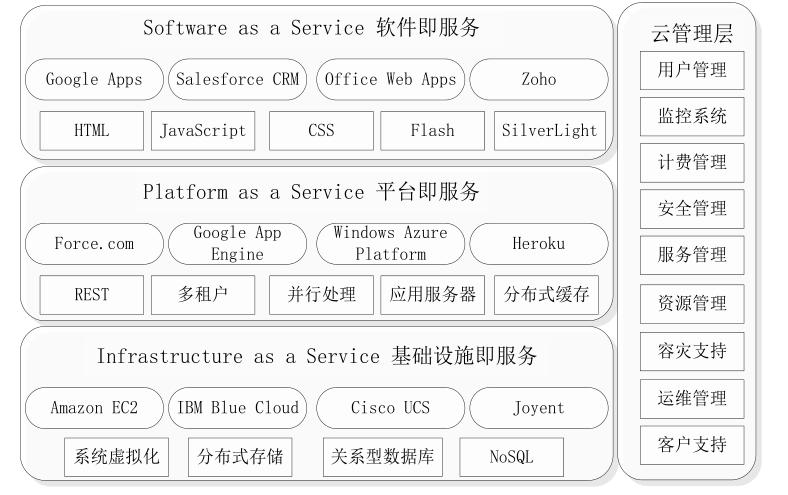 Software as a Service 软件即服务
Google Apps
Salesforce CRM
Office Web Apps
Zoho
HTML
JavaScript
CSS
Flash
SilverLight
Platform as a Service 平台即服务
Force.com
Google App
Engine
Windows Azure
Platform
Heroku
REST
多租户
并行处理
应用服务器
分布式缓存
Infrastructure as a Service 基础设施即服务
Amazon EC2
IBM Blue Cloud
Cisco UCS
Joyent
系统虚拟化
分布式存储
关系型数据库
NoSQL
云管理层
用户管理
监控系统
计费管理
安全管理
服务管理
资源管理
容灾支持
运维管理
客户支持